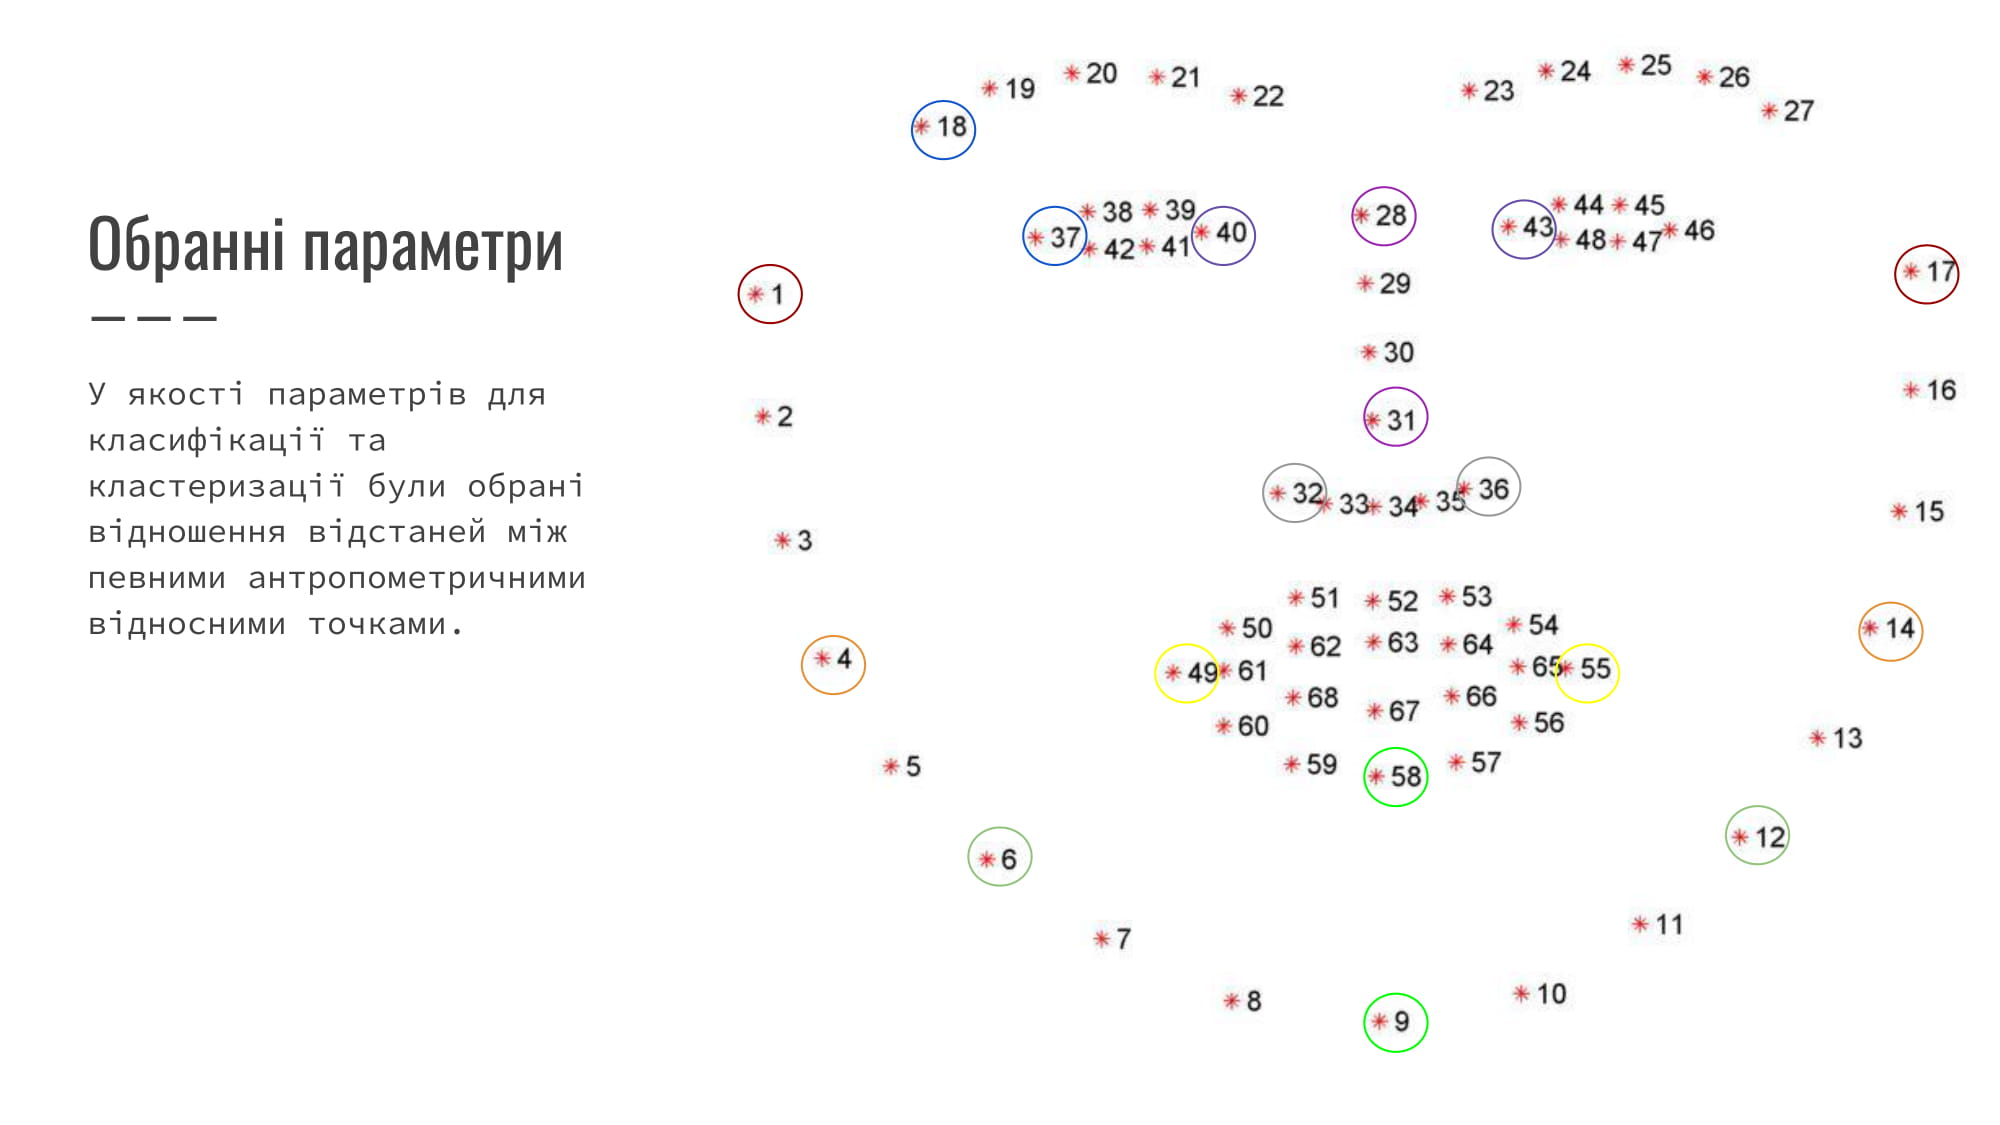 Обранні параметри
———
У якості параметрів для
класифікації та
кластеризації були обрані
відношення відстаней між
певними антропометричними
відносними точками.
19 20 21 22 23 24 25 26 27
18
38 39 28 44 45
37 42 41 40 43 48 47 46
1 29 17
30
2 31 16
32 33 34 35 36
3 15
51 52 53
50 62 63 64 54 14
4 49 61 65 55
68 67 66
60 56 13
5 59 58 57
6 12
7 11
8 9 10